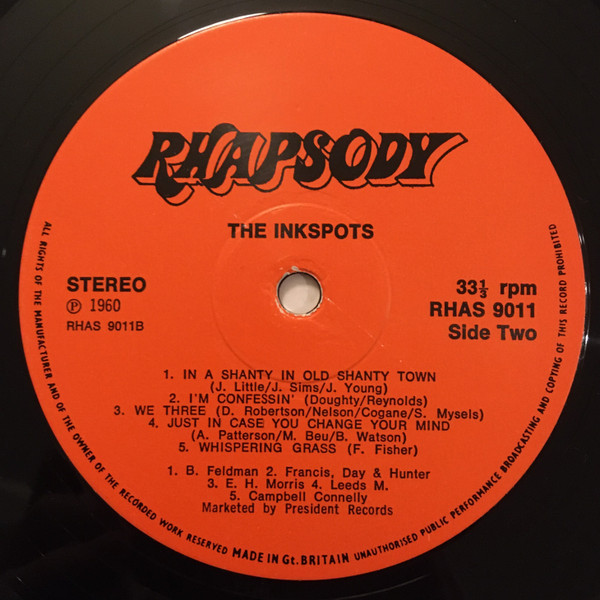 RHAPSODY
THE INKSPOTS
STEREO
℗ 1960
RHAS 9011B
33⅓ rpm
RHAS 9011
Side Two
1. IN A SHANTY IN OLD SHANTY TOWN
(J. Little/J. Sims/J. Young)
2. I'M CONFESSIN' (Doughty/Reynolds)
3. WE THREE (D. Robertson/Nelson/Cogane/S. Mysels)
4. JUST IN CASE YOU CHANGE YOUR MIND
(A. Patterson/M. Beu/B. Watson)
5. WHISPERING GRASS (F. Fisher)
1. B. Feldman 2. Francis, Day & Hunter
3. E. H. Morris 4. Leeds M.
5. Campbell Connelly
Marketed by President Records
ALL RIGHTS OF THE MANUFACTURER AND OF THE OWNER OF THE RECORDED WORK RESERVED MADE IN Gt. BRITAIN UNAUTHORISED PUBLIC PERFORMANCE BROADCASTING AND COPYING OF THIS RECORD PROHIBITED